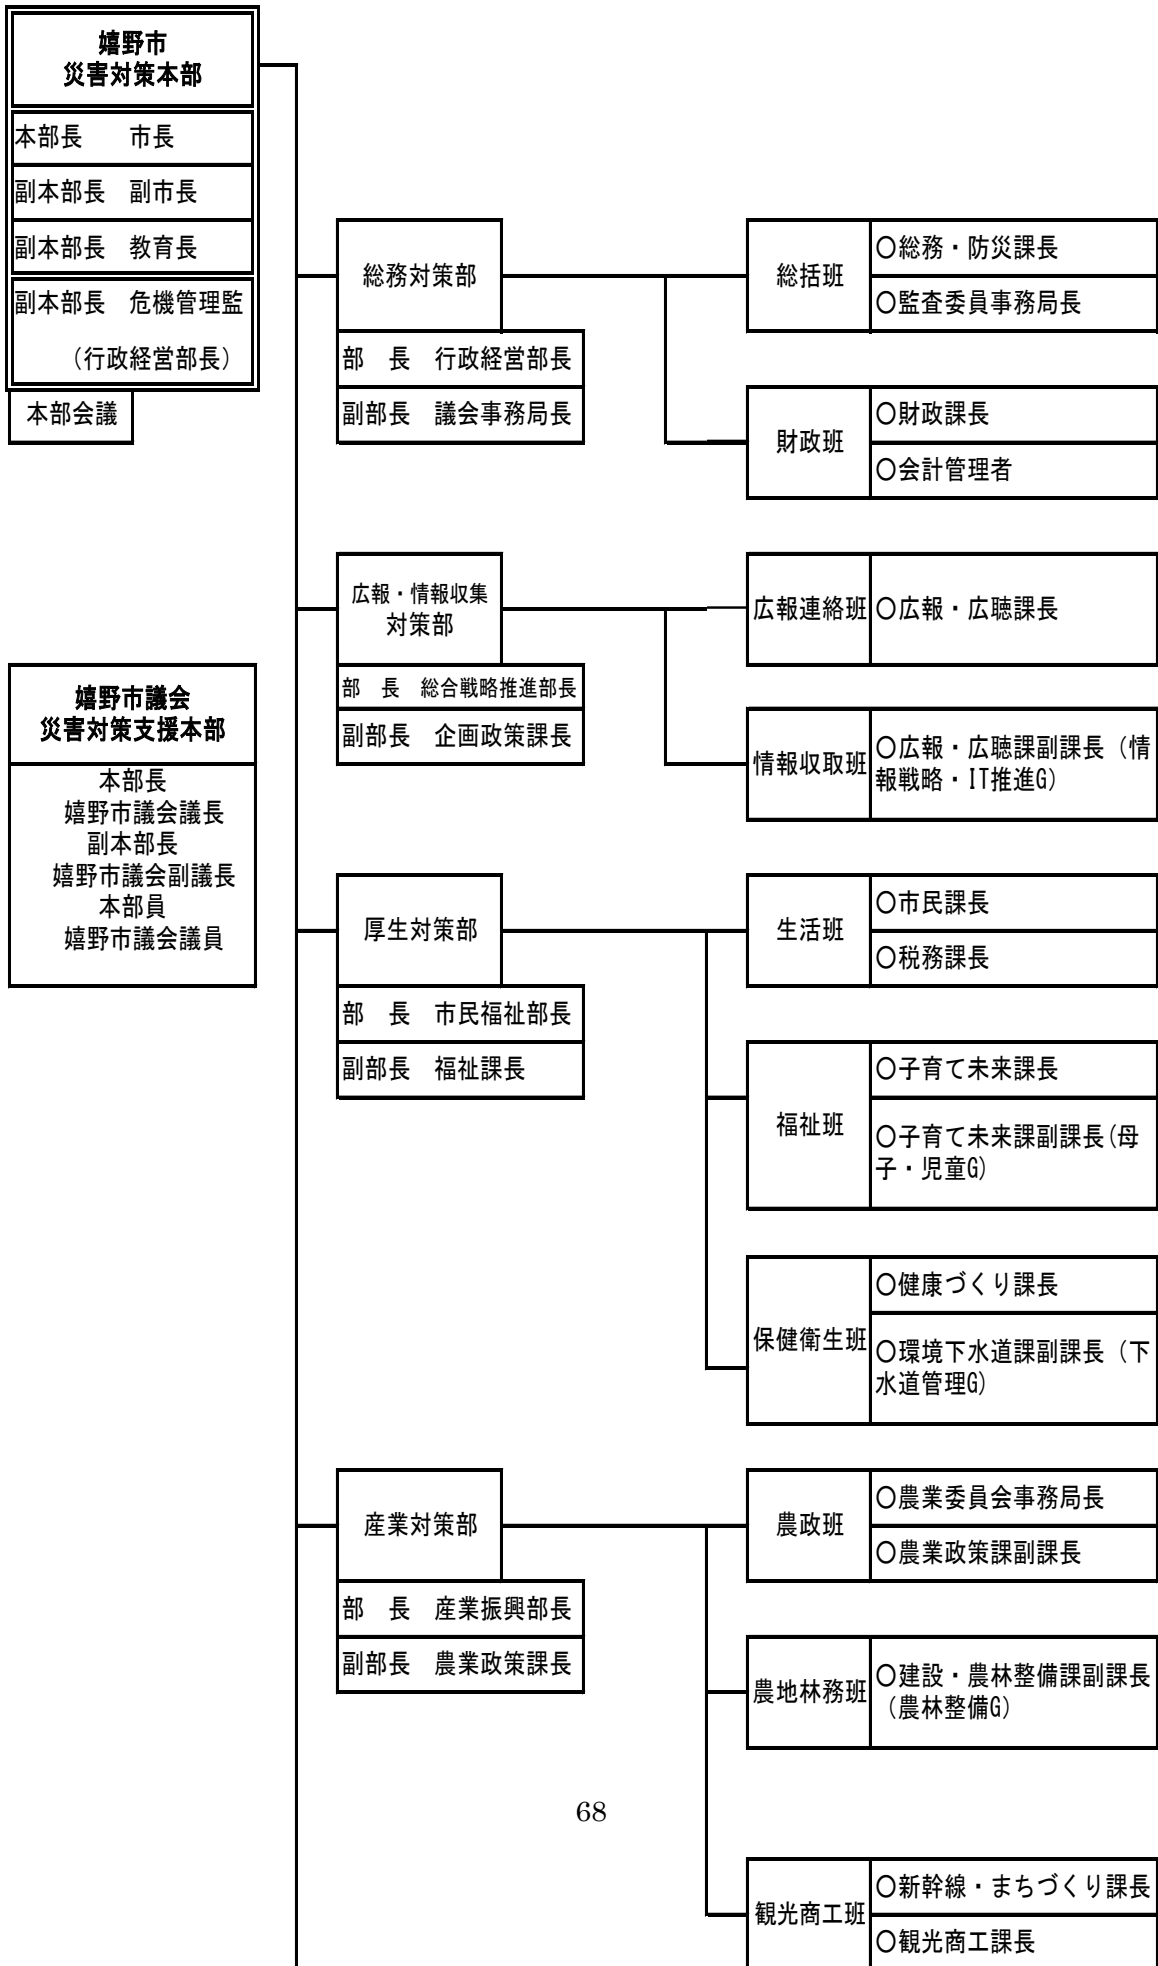 嬉野市
災害対策本部
本部長　市長
副本部長　副市長
副本部長　教育長
副本部長　危機管理監
（行政経営部長）
本部会議
嬉野市議会
災害対策支援本部
本部長
嬉野市議会議長
副本部長
嬉野市議会副議長
本部員
嬉野市議会議員
総務対策部
部　長　行政経営部長
副部長　議会事務局長
総括班
〇総務・防災課長
〇監査委員事務局長
財政班
〇財政課長
〇会計管理者
広報・情報収集
対策部
部　長　総合戦略推進部長
副部長　企画政策課長
広報連絡班
〇広報・広聴課長
情報収取班
〇広報・広聴課副課長（情
報戦略・IT推進G）
厚生対策部
部　長　市民福祉部長
副部長　福祉課長
生活班
〇市民課長
〇税務課長
福祉班
〇子育て未来課長
〇子育て未来課副課長(母
子・児童G)
保健衛生班
〇健康づくり課長
〇環境下水道課副課長（下
水道管理G）
産業対策部
部　長　産業振興部長
副部長　農業政策課長
農政班
〇農業委員会事務局長
〇農業政策課副課長
農地林務班
〇建設・農林整備課副課長
（農林整備G）
観光商工班
〇新幹線・まちづくり課長
〇観光商工課長
68